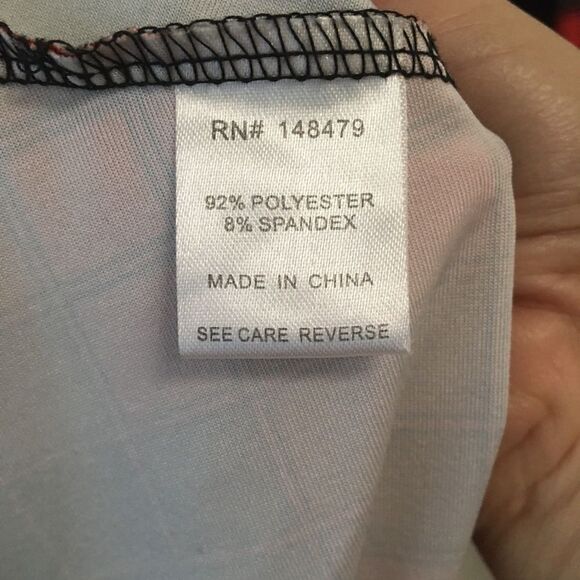 RN# 148479
92% POLYESTER
8% SPANDEX
MADE IN CHINA
SEE CARE REVERSE